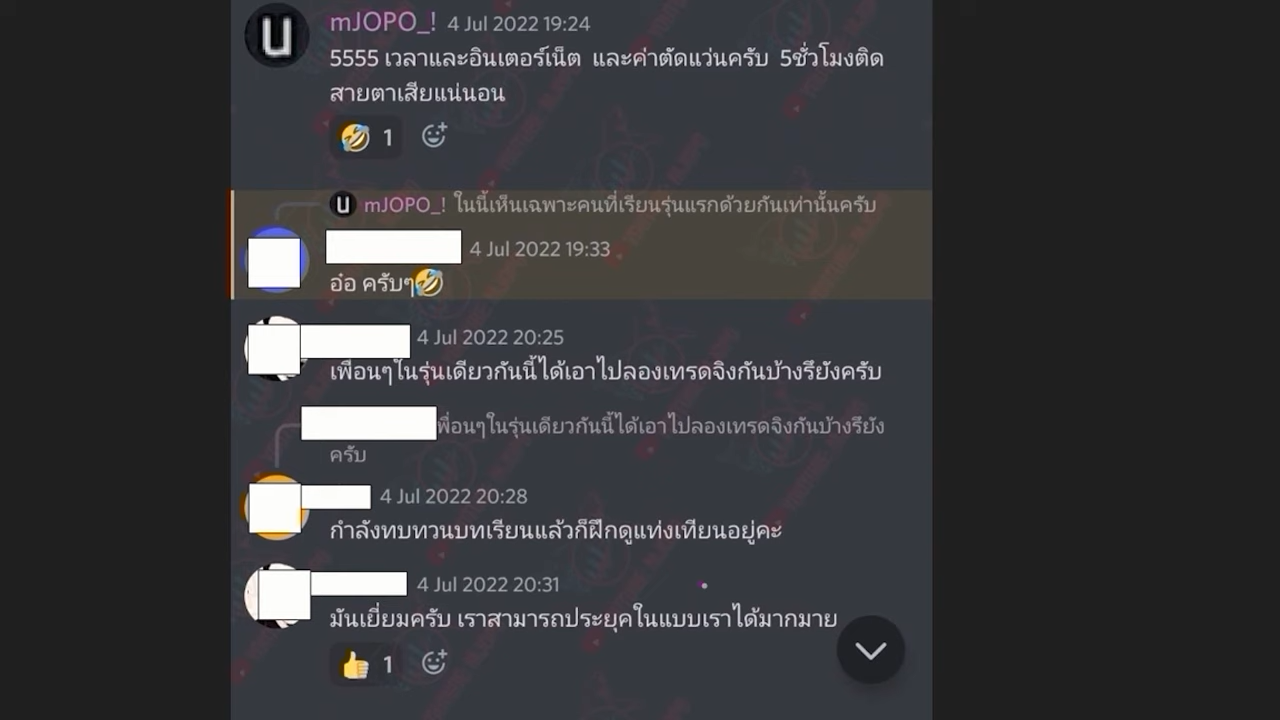 mJOPO_! 4 Jul 2022 19:24
5555 เวลาและอินเตอร์เน็ต และค่าตัดแว่นครับ 5ชั่วโมงติด
สายตาเสียแน่นอน
1
mJOPO_! ในนี้เห็นเฉพาะคนที่เรียนรุ่นแรกด้วยกันเท่านั้นครับ
4 Jul 2022 19:33
อ๋อ ครับๆ
4 Jul 2022 20:25
เพื่อนๆในรุ่นเดียวกันนี้ได้เอาไปลองเทรดจิงกันบ้างรึยังครับ
พื่อนๆในรุ่นเดียวกันนี้ได้เอาไปลองเทรดจิงกันบ้างรึยัง
ครับ
4 Jul 2022 20:28
กำลังทบทวนบทเรียนแล้วก็ฝึกดูแท่งเทียนอยู่คะ
4 Jul 2022 20:31
มันเยี่ยมครับ เราสามารถประยุคในแบบเราได้มากมาย
1